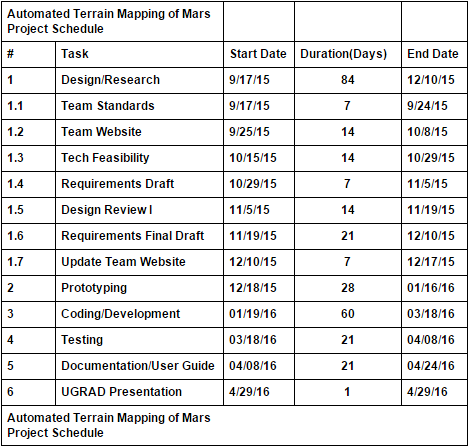 Automated Terrain Mapping of Mars
Project Schedule
# Task Start Date Duration(Days) End Date
1 Design/Research 9/17/15 84 12/10/15
1.1 Team Standards 9/17/15 7 9/24/15
1.2 Team Website 9/25/15 14 10/8/15
1.3 Tech Feasibility 10/15/15 14 10/29/15
1.4 Requirements Draft 10/29/15 7 11/5/15
1.5 Design Review I 11/5/15 14 11/19/15
1.6 Requirements Final Draft 11/19/15 21 12/10/15
1.7 Update Team Website 12/10/15 7 12/17/15
2 Prototyping 12/18/15 28 01/16/16
3 Coding/Development 01/19/16 60 03/18/16
4 Testing 03/18/16 21 04/08/16
5 Documentation/User Guide 04/08/16 21 04/24/16
6 UGRAD Presentation 4/29/16 1 4/29/16
Automated Terrain Mapping of Mars
Project Schedule